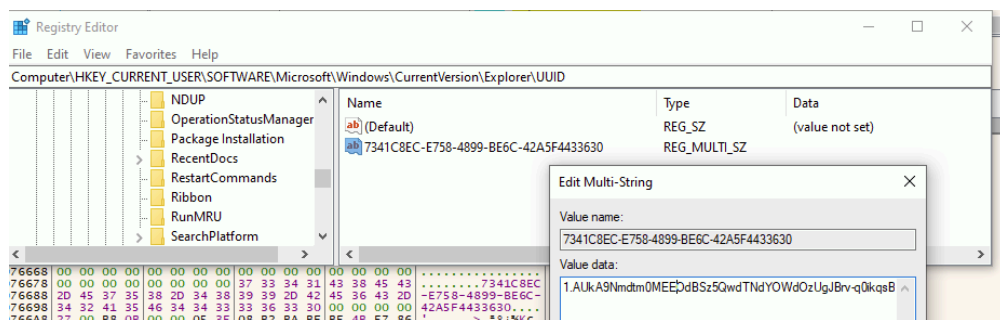 Registry Editor
File Edit View Favorites Help
Computer\HKEY_CURRENT_USER\SOFTWARE\Microsoft\Windows\CurrentVersion\Explorer\UUID
NDUP
OperationStatusManager
Package Installation
RecentDocs
RestartCommands
Ribbon
RunMRU
SearchPlatform
Name Type Data
(Default) REG_SZ (value not set)
7341C8EC-E758-4899-BE6C-42A5F4433630 REG_MULTI_SZ
Edit Multi-String
Value name:
7341C8EC-E758-4899-BE6C-42A5F4433630
Value data:
76668 00 00 00 00 00 00 00 00 00 00 00 00 00 00 00 00 ................
76678 00 00 00 00 00 00 00 00 37 33 34 31 43 38 45 43 ........7341C8EC
76688 2D 45 37 35 38 2D 34 38 39 39 2D 42 45 36 43 2D -E758-4899-BE6C-
76698 34 32 41 35 46 34 34 33 33 36 33 30 00 00 00 00 42A5F4433630....